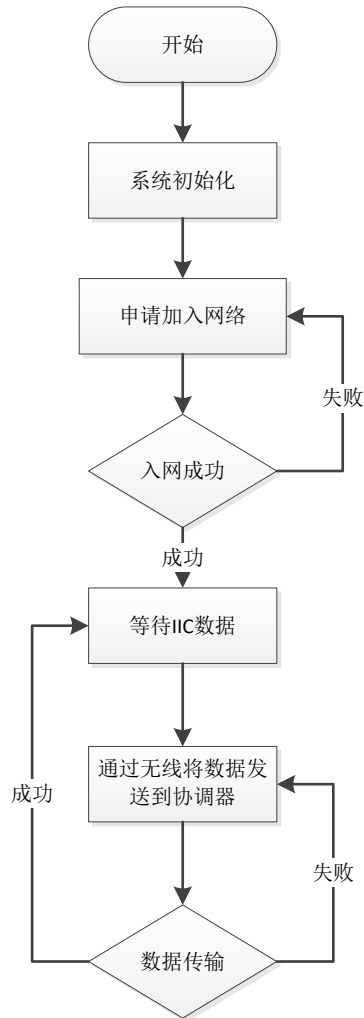 开始
系统初始化
申请加入网络
失败
入网成功
成功
等待IIC数据
通过无线将数据发
送到协调器
成功
失败
数据传输